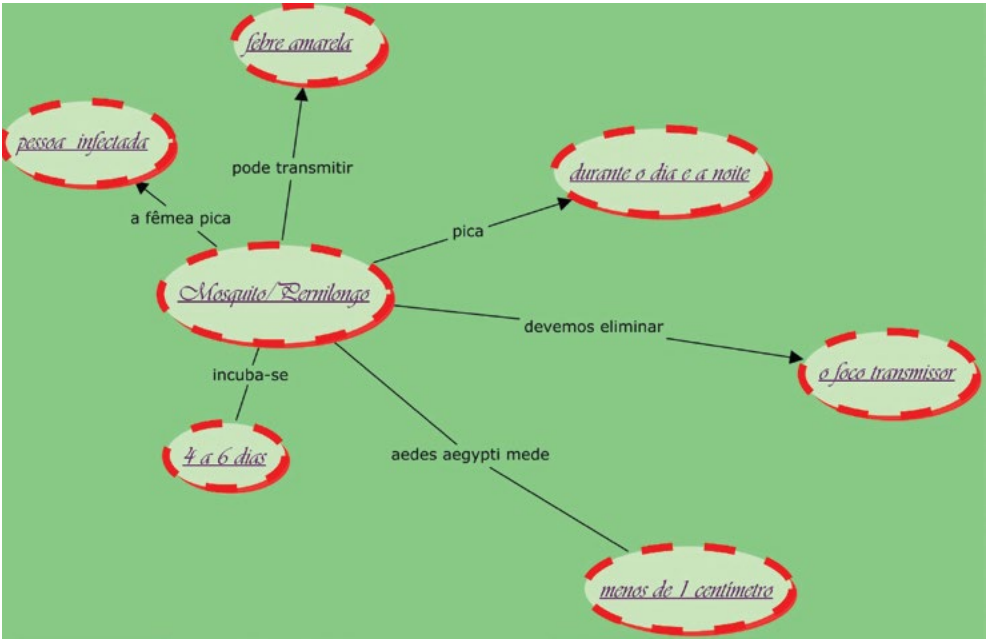 febre amarela
pessoa infectada
pode transmitir
durante o dia e a noite
a fêmea pica
pica
Mosquito/Pernilongo
devemos eliminar
o foco transmissor
incuba-se
4 a 6 dias
aedes aegypti mede
menos de 1 centímetro